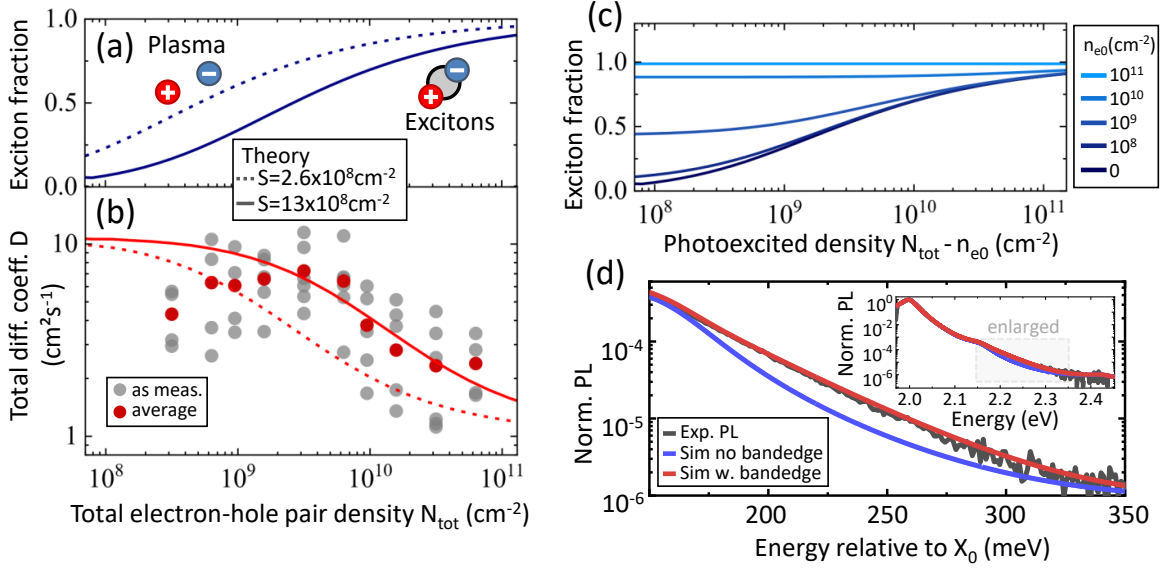 (a)
Plasma
Excitons
Exciton fraction
1.0
0.5
0.0
Theory
S=2.6x10⁸cm⁻²
S=13x10⁸cm⁻²
(b)
Total diff. coeff. D
(cm²s⁻¹)
10
1
as meas.
average
10⁸
10⁹
10¹⁰
10¹¹
Total electron-hole pair density Nₜₒₜ (cm⁻²)
(c)
Exciton fraction
1.0
0.5
0.0
10⁸
10⁹
10¹⁰
10¹¹
Photoexcited density Nₜₒₜ - nₑ₀ (cm⁻²)
nₑ₀(cm⁻²)
10¹¹
10¹⁰
10⁹
10⁸
0
(d)
Norm. PL
10⁻⁴
10⁻⁵
10⁻⁶
Exp. PL
Sim no bandedge
Sim w. bandedge
200
250
300
350
Energy relative to X₀ (meV)
Norm. PL
10⁰
10⁻²
10⁻⁴
10⁻⁶
enlarged
2.0
2.1
2.2
2.3
2.4
Energy (eV)